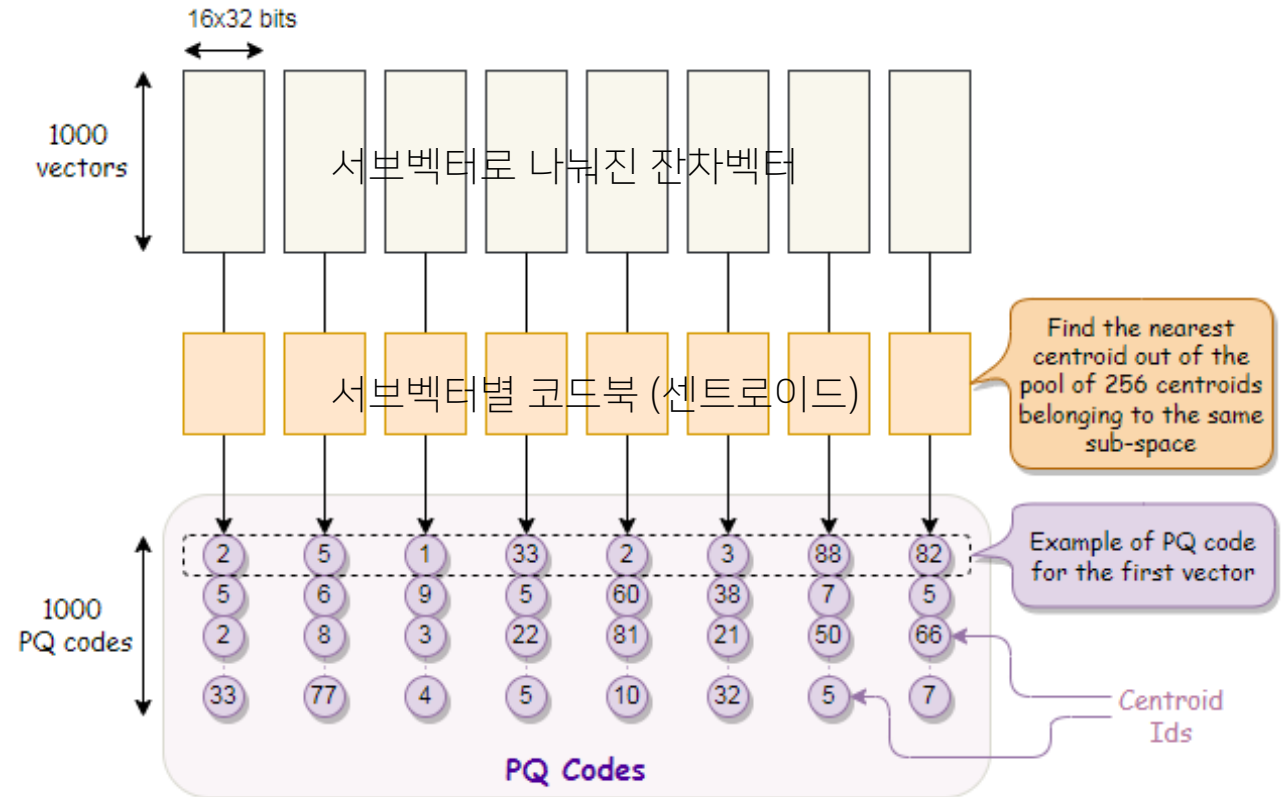 16x32 bits
1000
vectors
서브벡터로 나눠진 잔차벡터
서브벡터별 코드북 (센트로이드)
Find the nearest
centroid out of the
pool of 256 centroids
belonging to the same
sub-space
1000
PQ codes
2 5 1 33 2 3 88 82
5 6 9 5 60 38 7 5
2 8 3 22 81 21 50 66
33 77 4 5 10 32 5 7
Example of PQ code
for the first vector
Centroid
Ids
PQ Codes